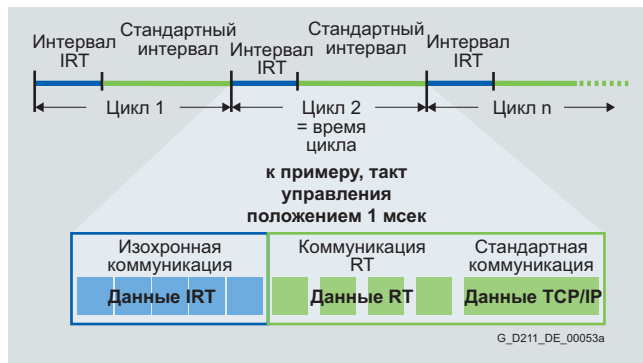 Интервал
IRT
Стандартный
интервал
Интервал
IRT
Стандартный
интервал
Интервал
IRT
Цикл 1
Цикл 2
= время
цикла
Цикл n
к примеру, такт
управления
положением 1 мсек
Изохронная
коммуникация
Коммуникация
RT
Стандартная
коммуникация
Данные IRT
Данные RT
Данные TCP/IP
G_D211_DE_00053a